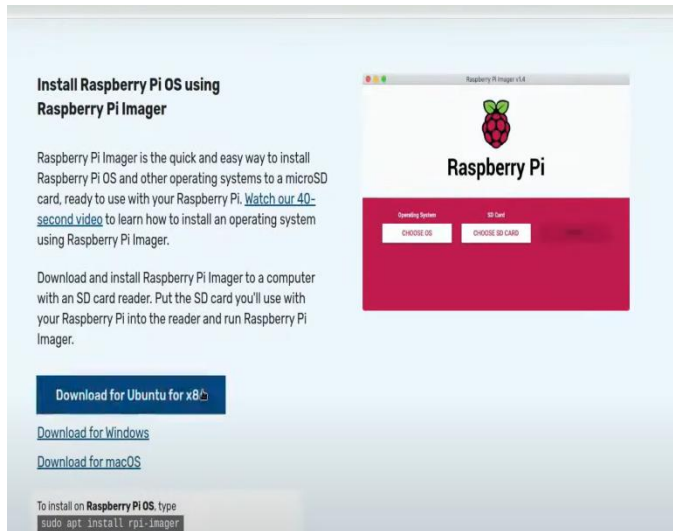 Install Raspberry Pi OS using
Raspberry Pi Imager
Raspberry Pi Imager is the quick and easy way to install
Raspberry Pi OS and other operating systems to a microSD
card, ready to use with your Raspberry Pi. Watch our 40-
second video to learn how to install an operating system
using Raspberry Pi Imager.
Download and install Raspberry Pi Imager to a computer
with an SD card reader. Put the SD card you'll use with
your Raspberry Pi into the reader and run Raspberry Pi
Imager.
Download for Ubuntu for x8
Download for Windows
Download for macOS
To install on Raspberry Pi OS, type
sudo apt install rpi-imager
Raspberry Pi Imager v1.4
Raspberry Pi
Operating System SD Card
CHOOSE OS CHOOSE SD CARD